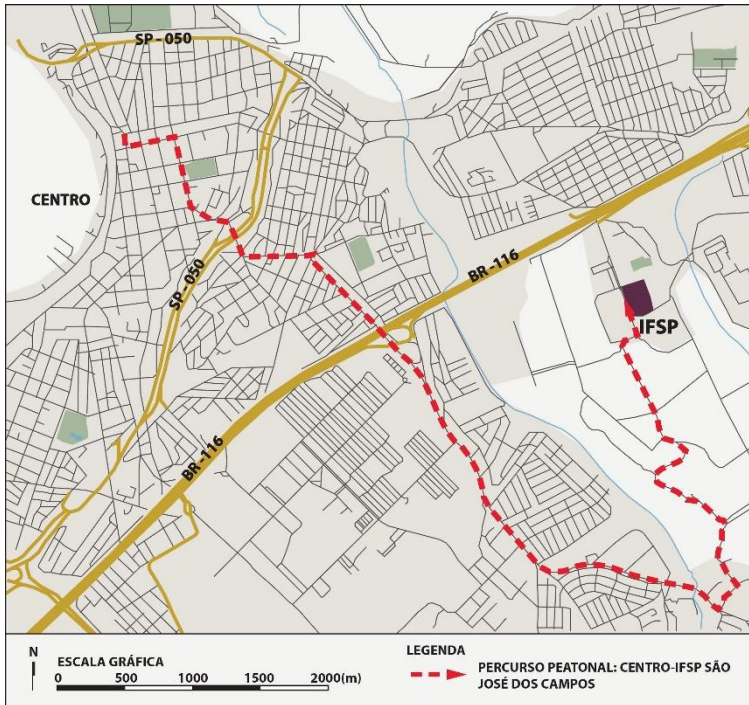 SP - 050
CENTRO
SP-050
BR-116
IFSP
BR -116
N
ESCALA GRÁFICA
0 500 1000 1500 2000(m)
LEGENDA
PERCURSO PEATONAL: CENTRO-IFSP SÃO
JOSÉ DOS CAMPOS